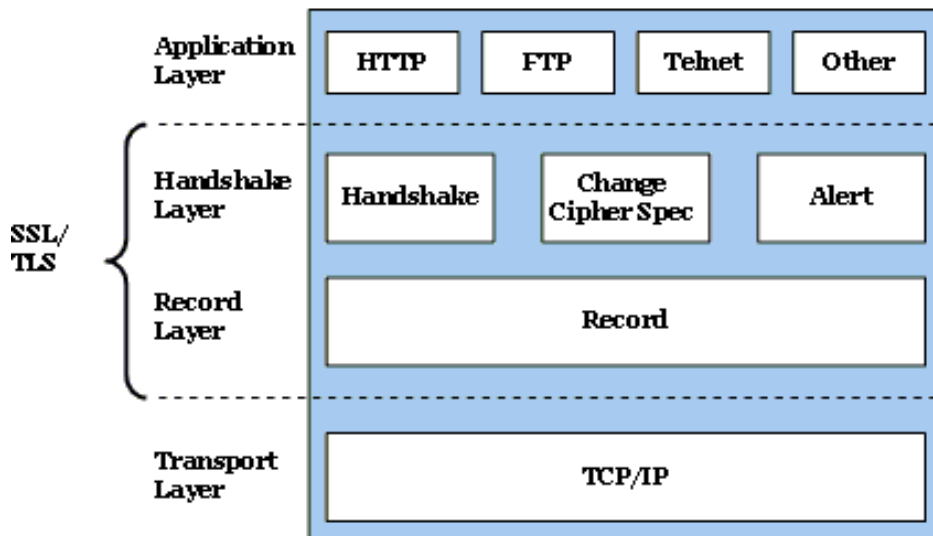 Application
Layer
HTTP
FTP
Telnet
Other
SSL/
TLS
Handshake
Layer
Handshake
Change
Cipher Spec
Alert
Record
Layer
Record
Transport
Layer
TCP/IP